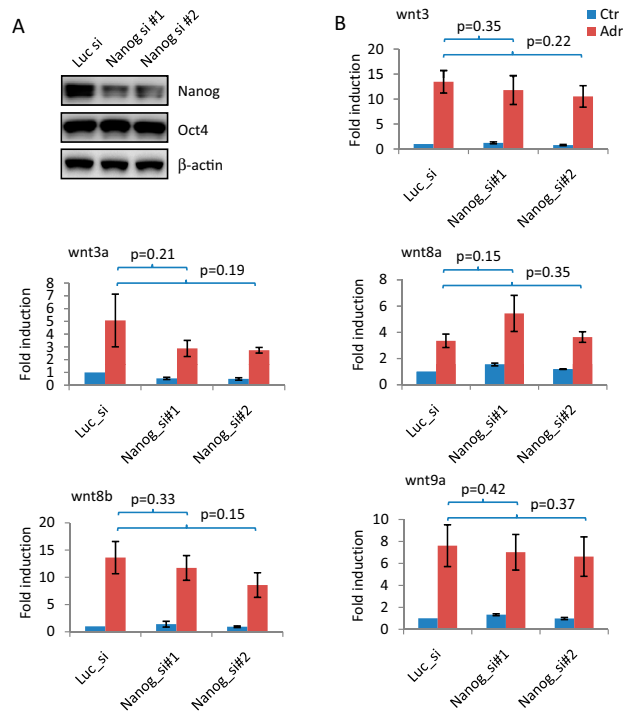 A
Luc si
Nanog si #1
Nanog si #2
Nanog
Oct4
β-actin
B
Ctr
Adr
wnt3
p=0.35
p=0.22
Fold induction
15
10
5
0
Luc_si
Nanog_si#1
Nanog_si#2
wnt3a
p=0.21
p=0.19
Fold induction
8
7
6
5
4
3
2
1
0
Luc_si
Nanog_si#1
Nanog_si#2
wnt8a
p=0.15
p=0.35
Fold induction
8
6
4
2
0
Luc_si
Nanog_si#1
Nanog_si#2
wnt8b
p=0.33
p=0.15
Fold induction
20
15
10
5
0
Luc_si
Nanog_si#1
Nanog_si#2
wnt9a
p=0.42
p=0.37
Fold induction
10
8
6
4
2
0
Luc_si
Nanog_si#1
Nanog_si#2